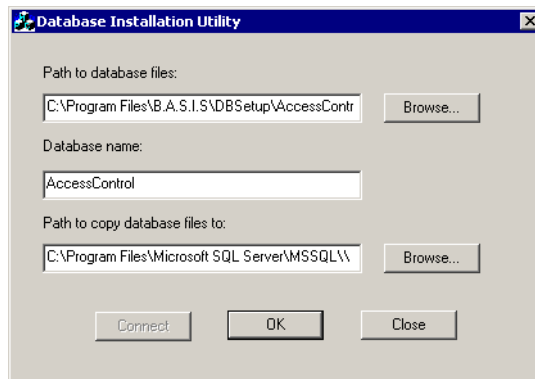 Database Installation Utility
Path to database files:
C:\Program Files\B.A.S.I.S\DBSetup\AccessContr
Browse...
Database name:
AccessControl
Path to copy database files to:
C:\Program Files\Microsoft SQL Server\MSSQL\\
Browse...
Connect
OK
Close